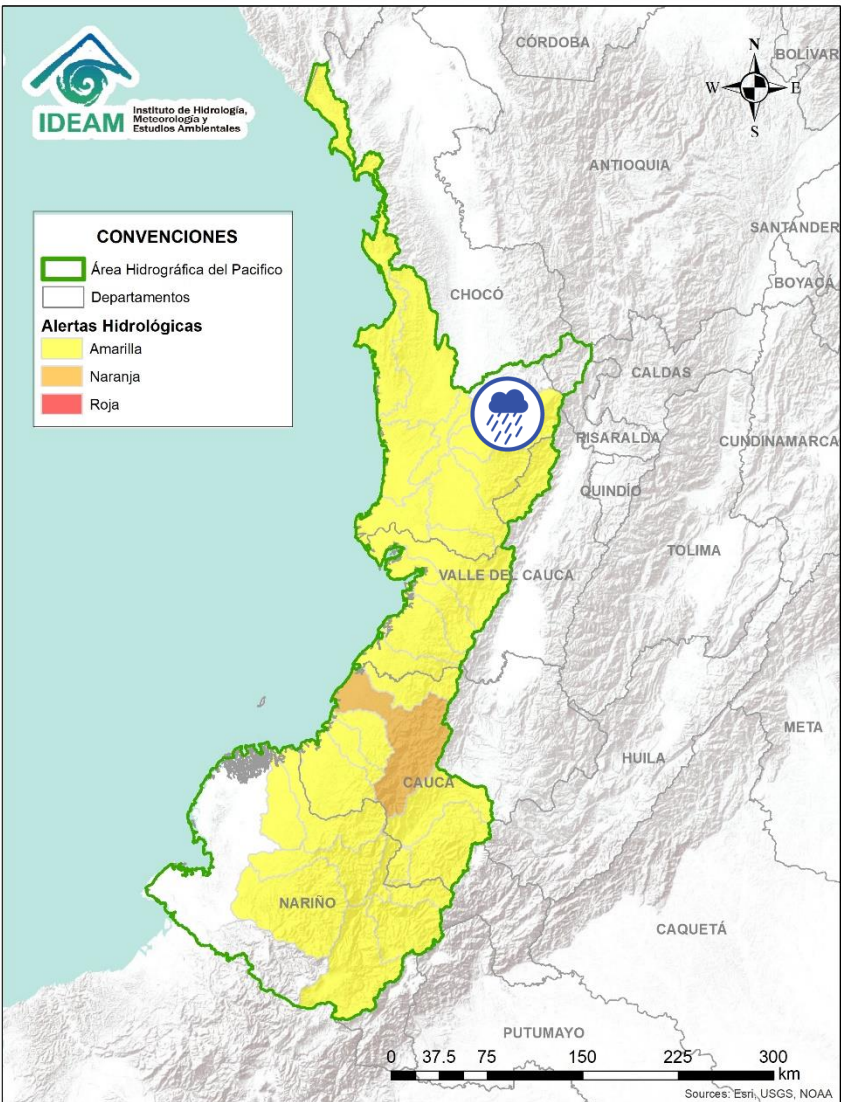 IDEAM
Instituto de Hidrología,
Meteorología y
Estudios Ambientales
CÓRDOBA
BOLÍVAR
N
W
E
S
ANTIOQUIA
SANTANDER
BOYACÁ
CONVENCIONES
Área Hidrográfica del Pacifico
Departamentos
Alertas Hidrológicas
Amarilla
Naranja
Roja
CHOCÓ
CALDAS
RISARALDA
CUNDINAMARCA
QUINDÍO
TOLIMA
VALLE DEL CAUCA
META
HUILA
CAUCA
NARIÑO
CAQUETÁ
PUTUMAYO
0 37.5 75 150 225 300
km
Sources: Esri, USGS, NOAA